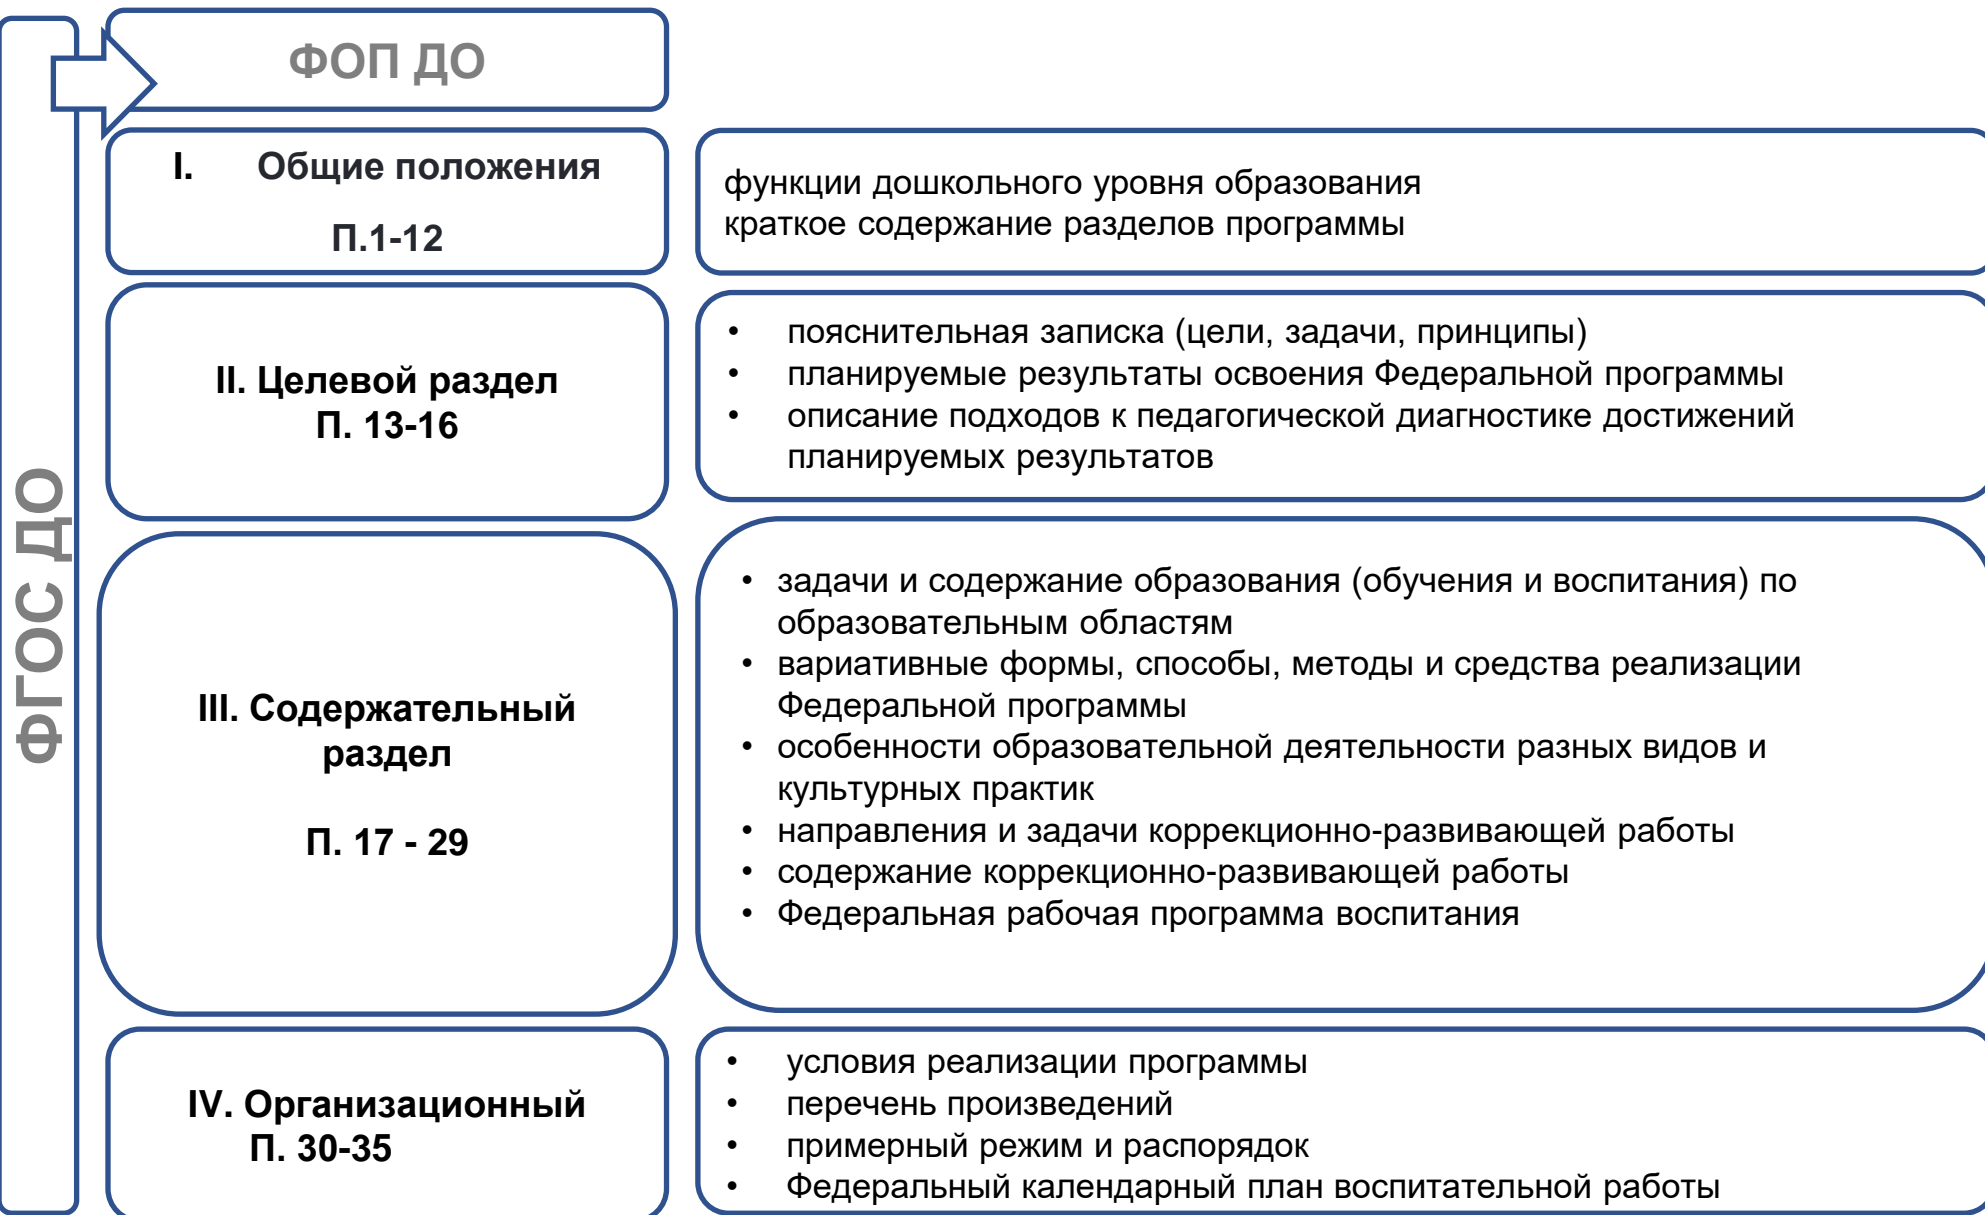 ФГОС ДО
ФОП ДО
I. Общие положения
П.1-12
функции дошкольного уровня образования
краткое содержание разделов программы
II. Целевой раздел
П. 13-16
• пояснительная записка (цели, задачи, принципы)
• планируемые результаты освоения Федеральной программы
• описание подходов к педагогической диагностике достижений
планируемых результатов
III. Содержательный
раздел
П. 17 - 29
• задачи и содержание образования (обучения и воспитания) по
образовательным областям
• вариативные формы, способы, методы и средства реализации
Федеральной программы
• особенности образовательной деятельности разных видов и
культурных практик
• направления и задачи коррекционно-развивающей работы
• содержание коррекционно-развивающей работы
• Федеральная рабочая программа воспитания
IV. Организационный
П. 30-35
• условия реализации программы
• перечень произведений
• примерный режим и распорядок
• Федеральный календарный план воспитательной работы